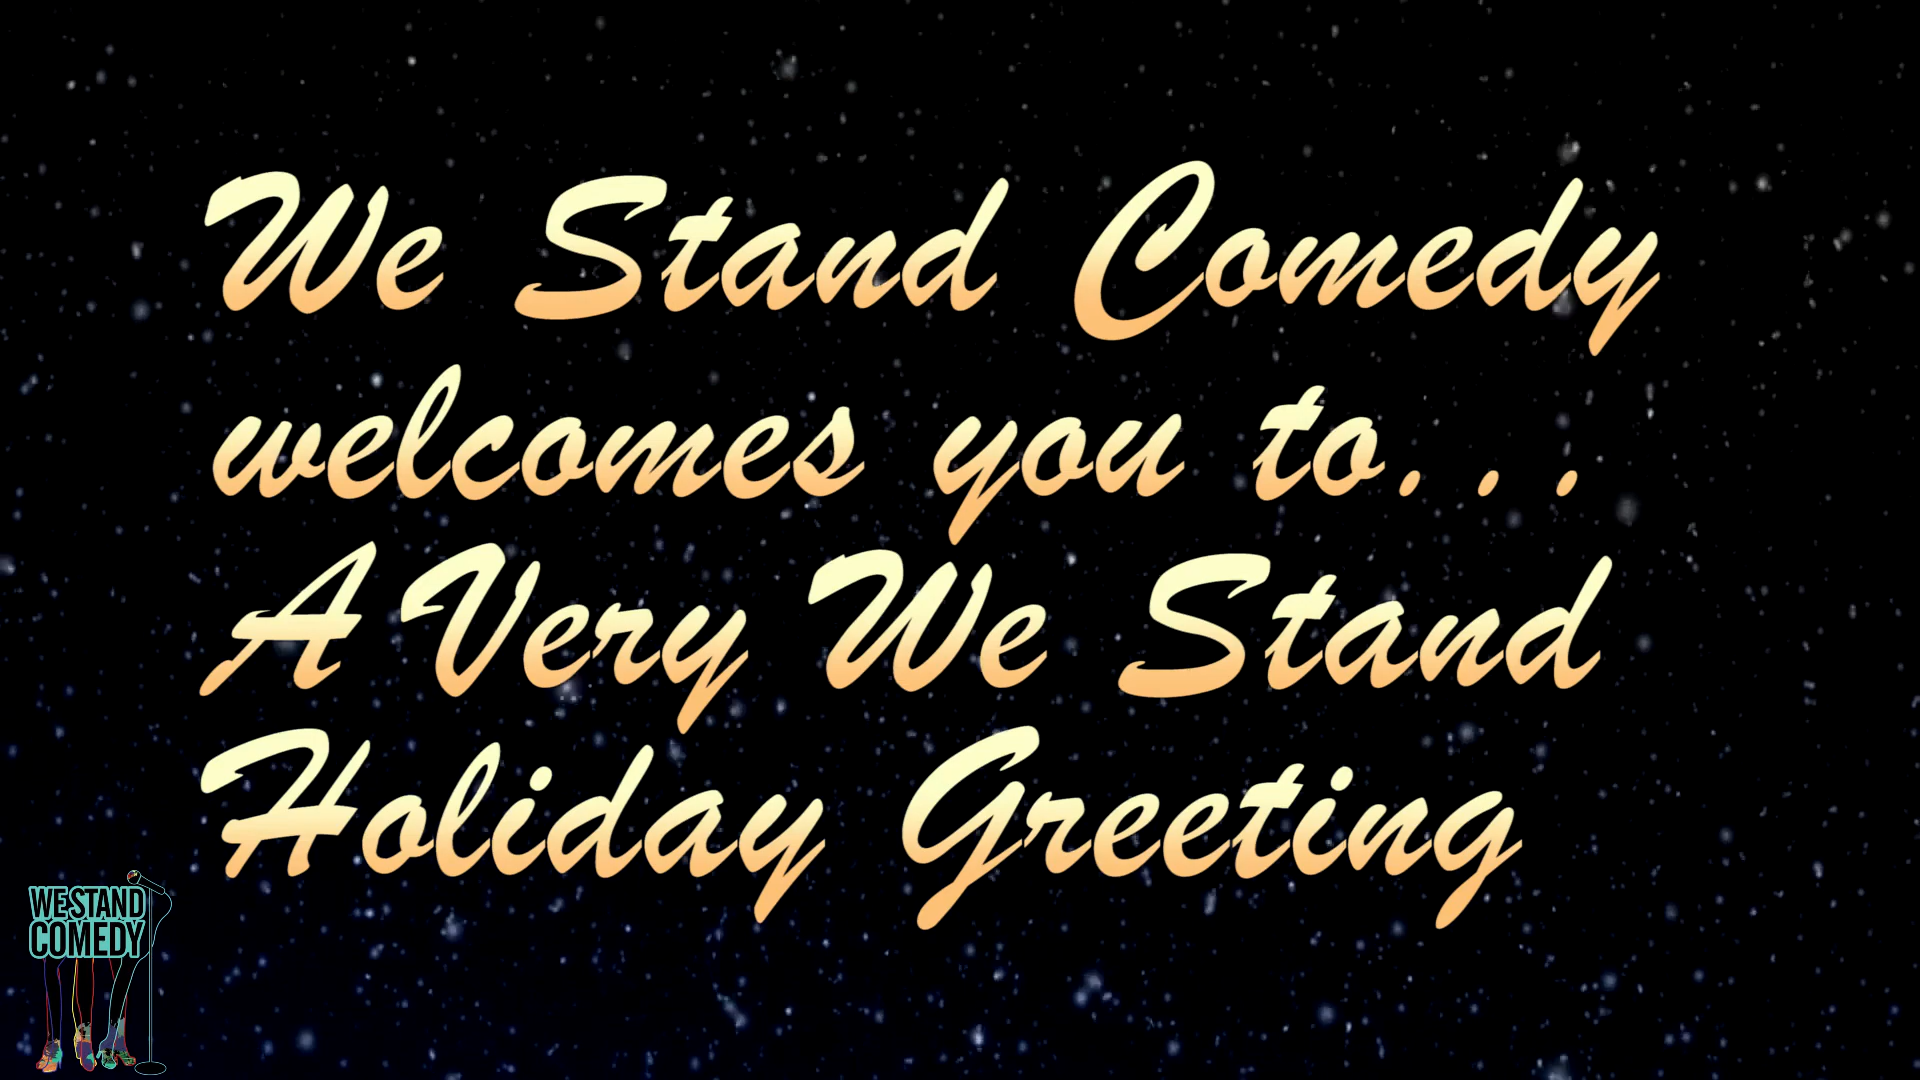 We Stand Comedy
welcomes you to. . .
A Very We Stand
Holiday Greeting
WE STAND
COMEDY